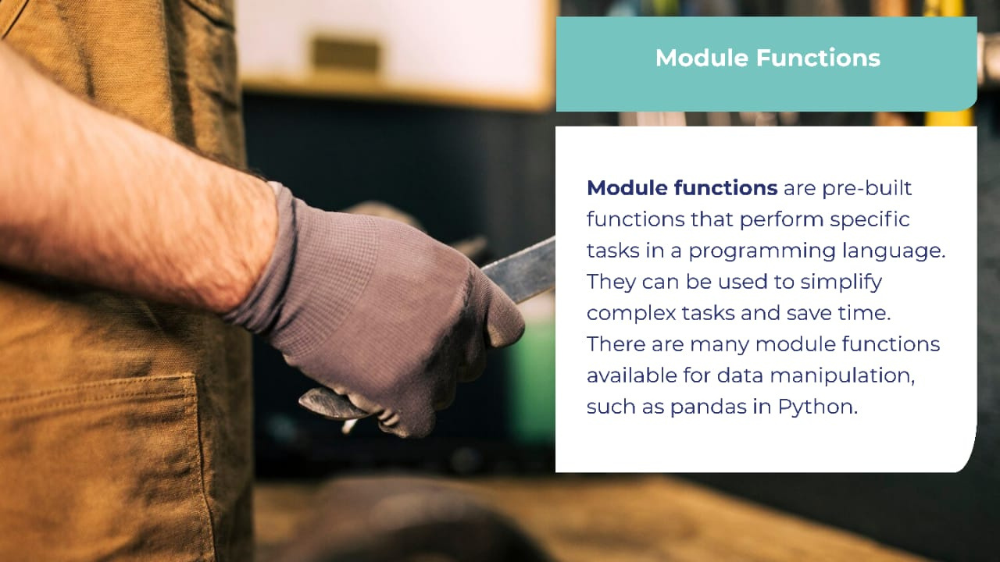 Module Functions
Module functions are pre-built
functions that perform specific
tasks in a programming language.
They can be used to simplify
complex tasks and save time.
There are many module functions
available for data manipulation,
such as pandas in Python.